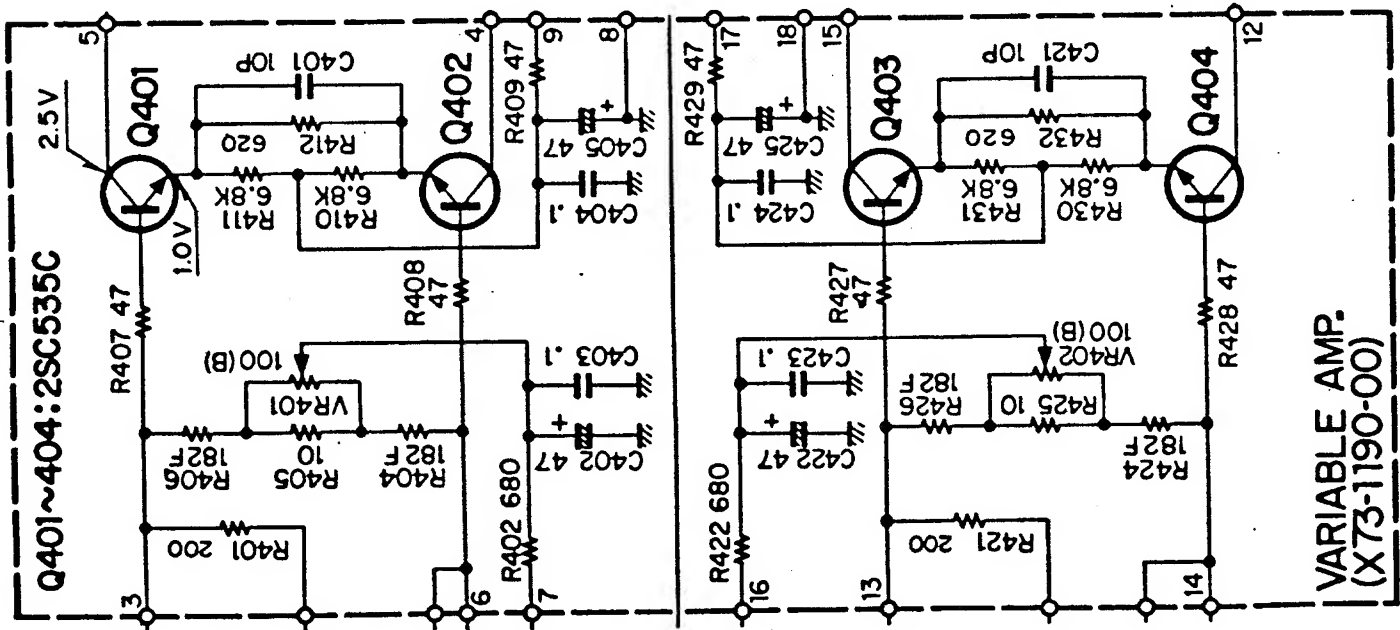 Q401~404:2SC535C
2.5V
5
Q401
1.0V
C401 10P
R412 620
R411 6.8K
R410 6.8K
Q402
4
9
8
R409 47
C405 47
+
C404 .1
R407 47
R408 47
100(B)
VR401
R406 182F
R405 10
R404 182F
C403 .1
C402 47
+
R402 680
R401 200
3
6
7
17
18
15
12
R429 47
C425 47
+
C424 .1
Q403
C421 10P
R432 620
R431 6.8K
R430 6.8K
Q404
R427 47
R428 47
100(B)
VR402
R426 182F
R425 10
R424 182F
C423 .1
C422 47
+
R422 680
R421 200
16
13
14
VARIABLE AMP.
(X73-1190-00)